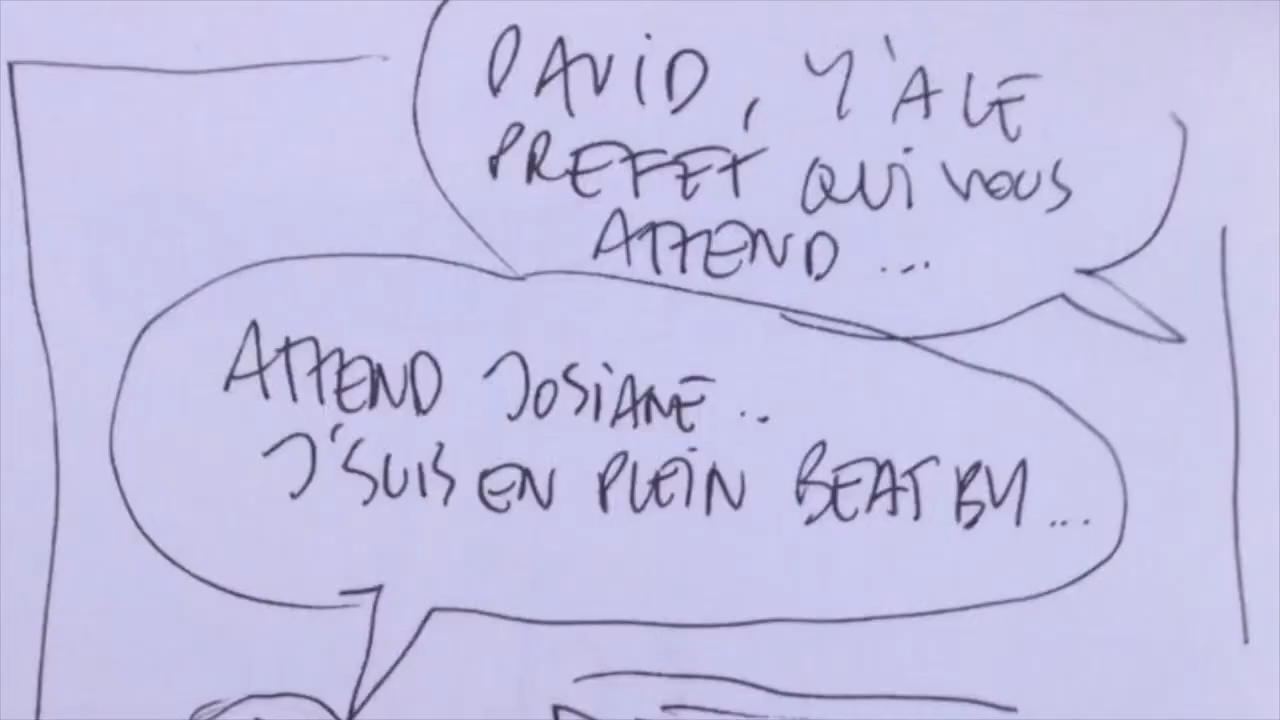 DAVID, Y'A LE
PREFET QUI VOUS
ATTEND ...
ATTEND JOSIANE..
J'SUIS EN PLEIN BEAT BY ...